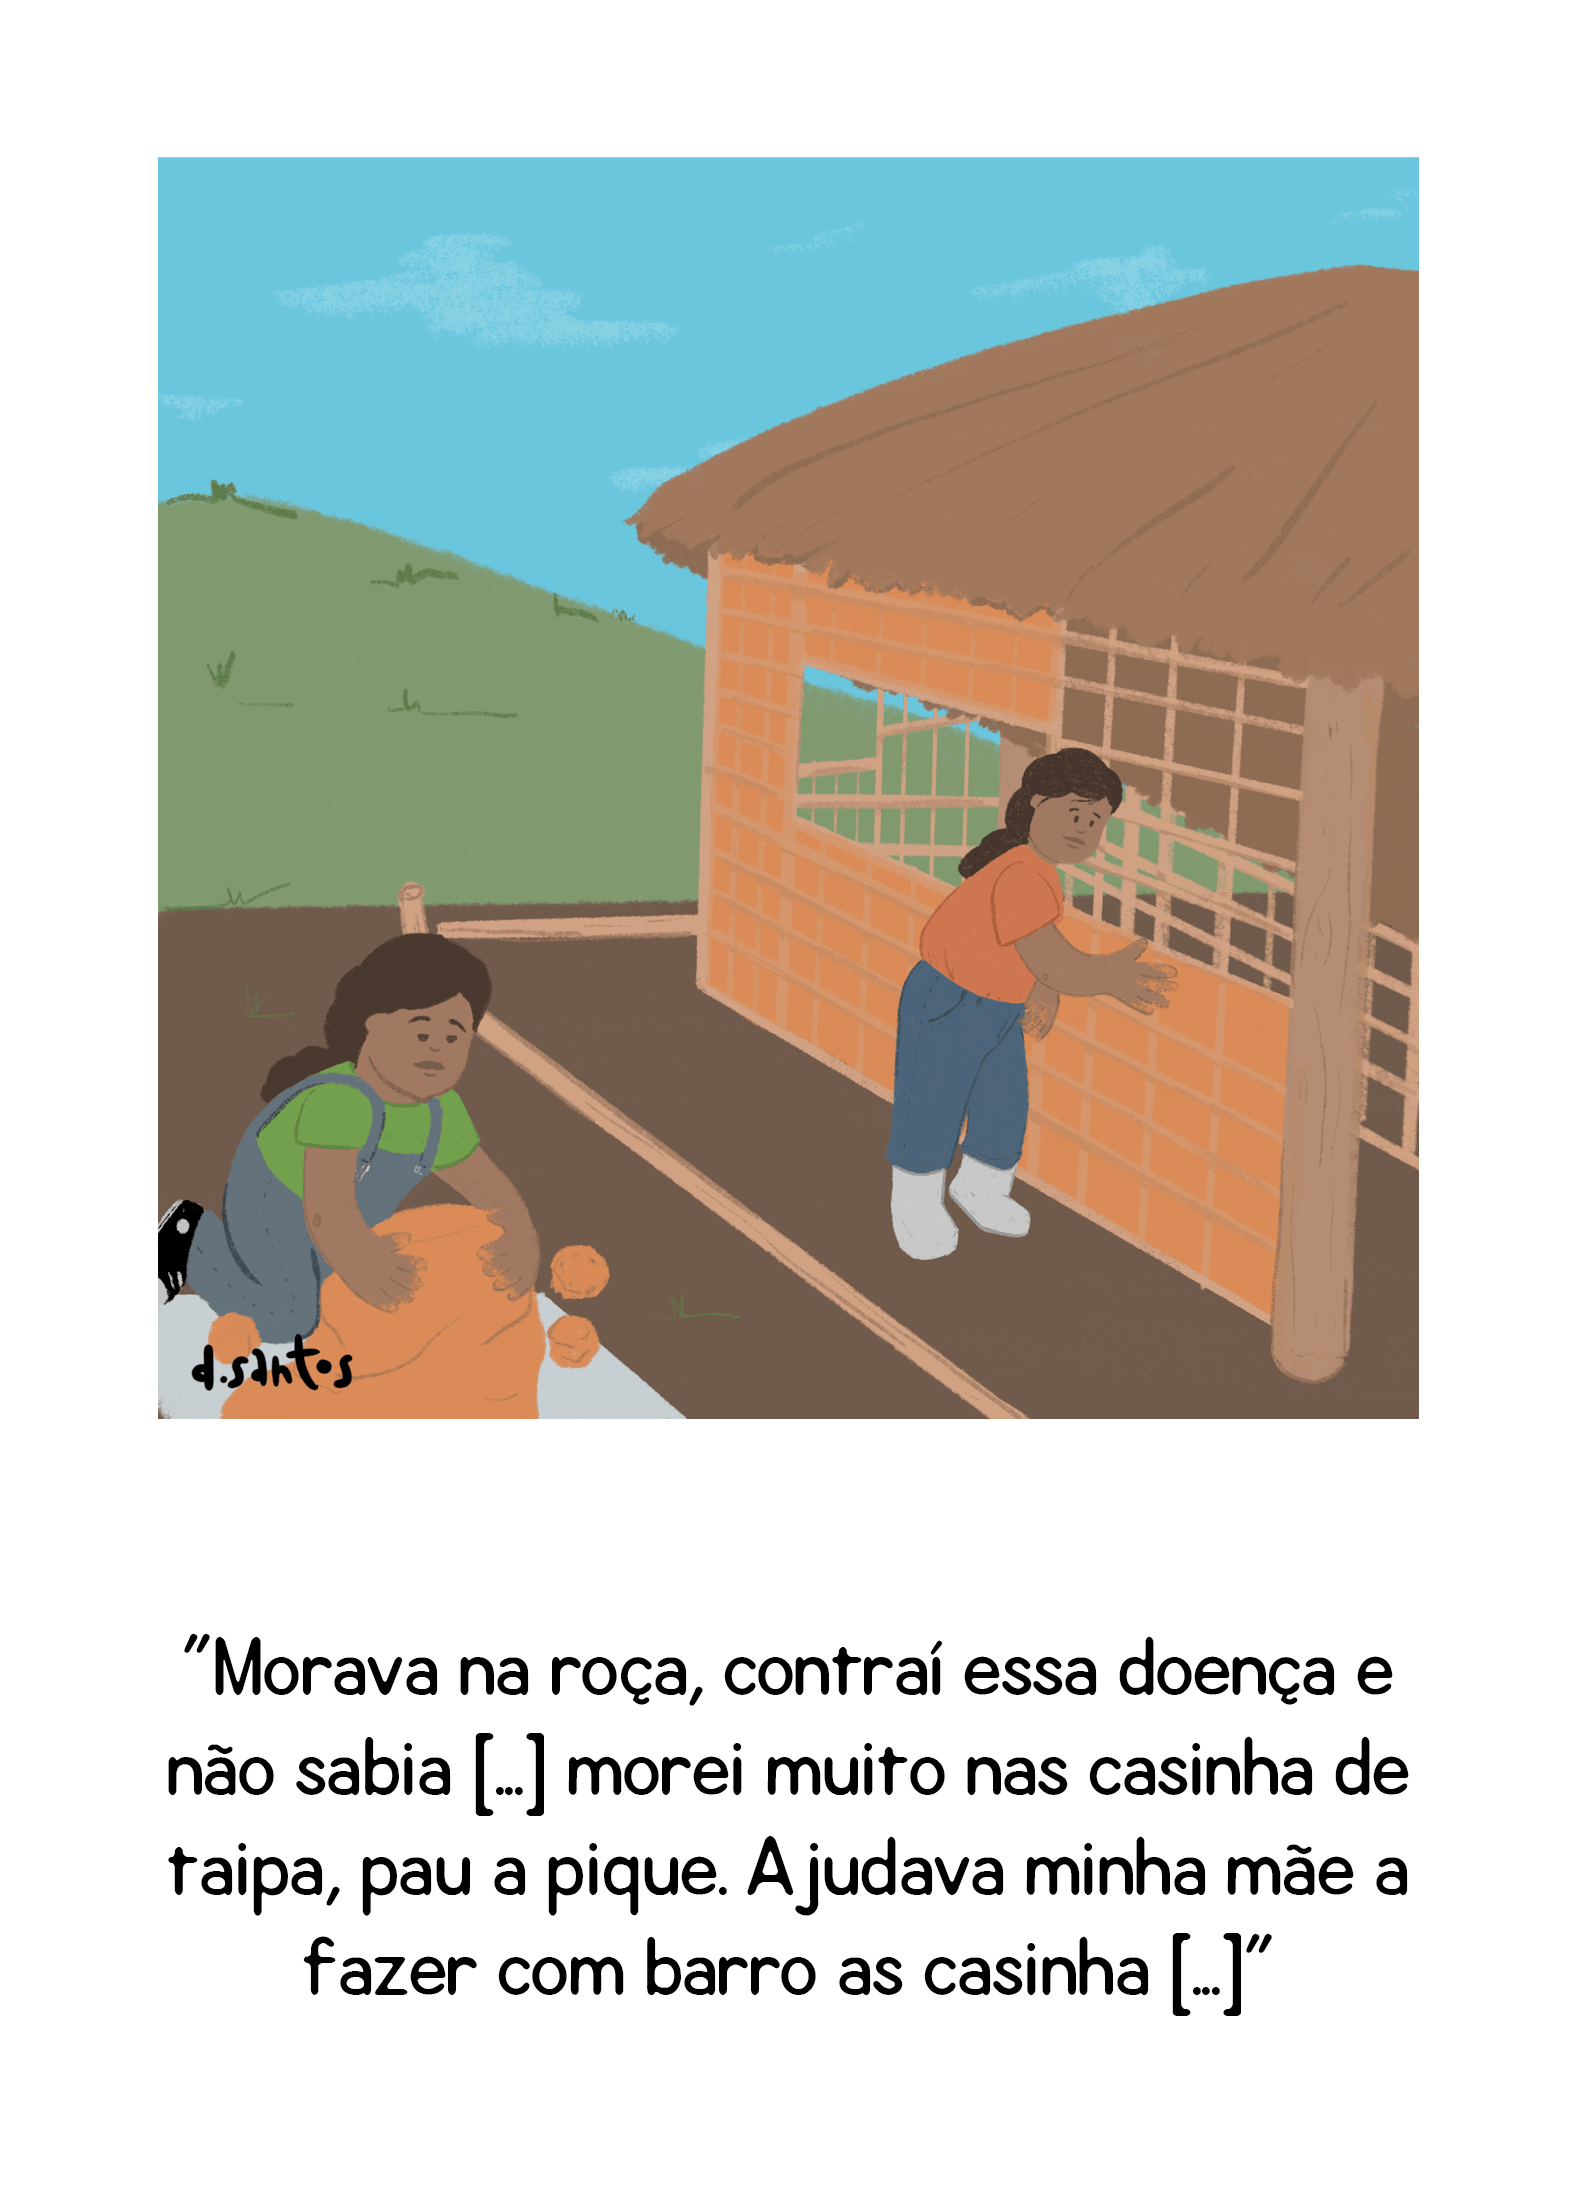 d.santos
"Morava na roça, contraí essa doença e
não sabia [...] morei muito nas casinha de
taipa, pau a pique. Ajudava minha mãe a
fazer com barro as casinha [...]"